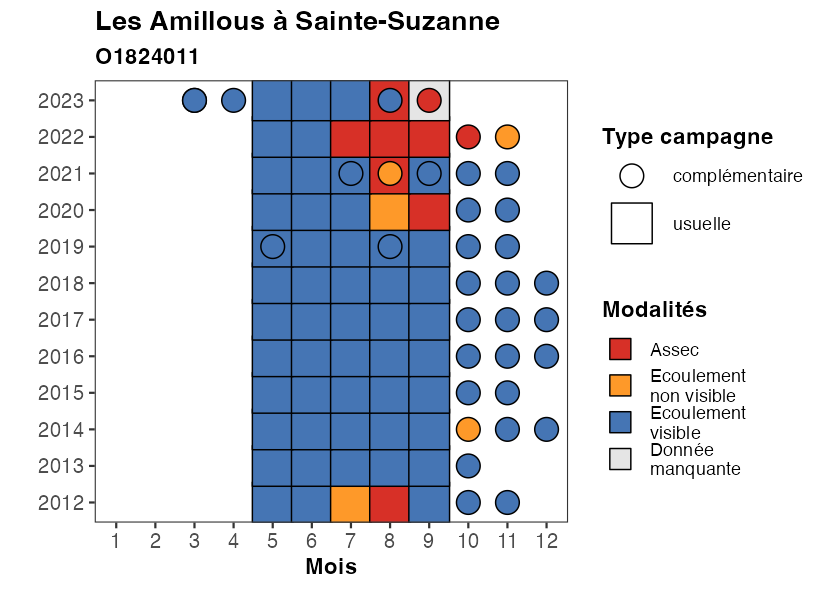 Les Amillous à Sainte-Suzanne
O1824011
2023
2022
2021
2020
2019
2018
2017
2016
2015
2014
2013
2012
1 2 3 4 5 6 7 8 9 10 11 12
Mois
Type campagne
complémentaire
usuelle
Modalités
Assec
Ecoulement
non visible
Ecoulement
visible
Donnée
manquante